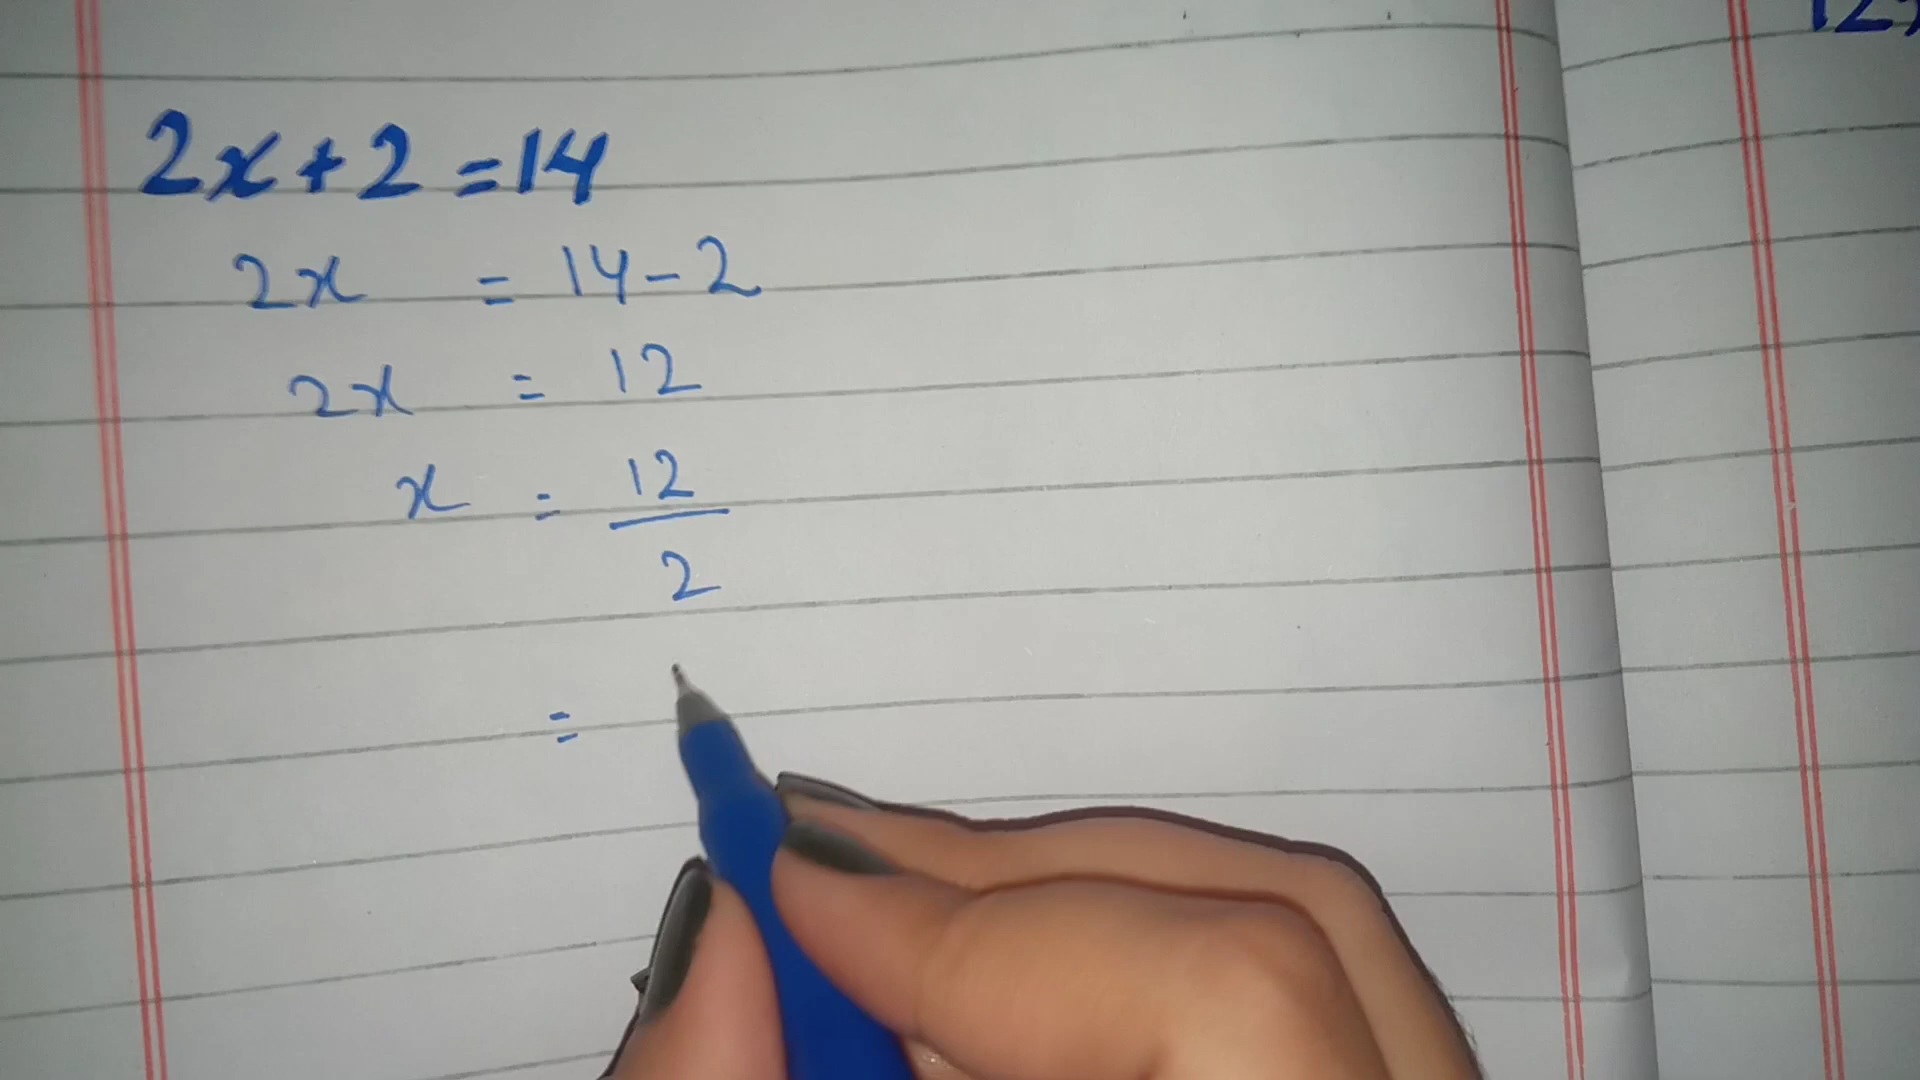 2x+2=14
2x = 14-2
2x = 12
x = 12/2
=